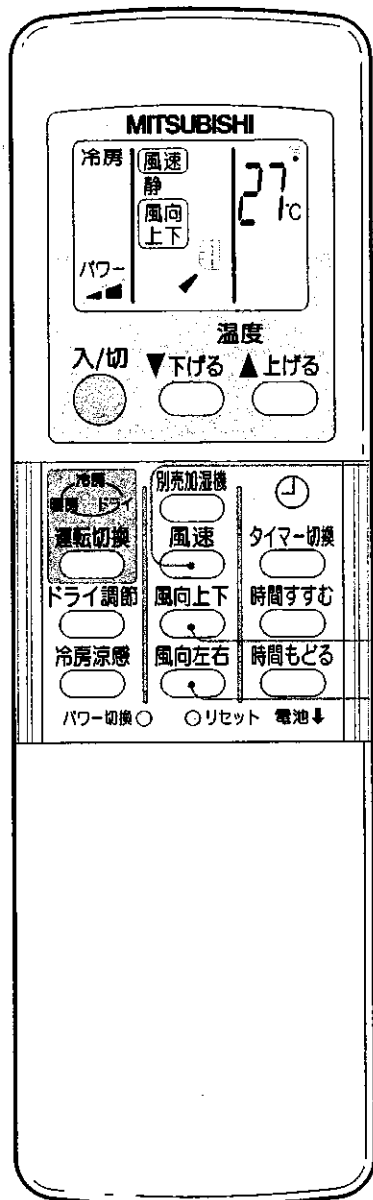 MITSUBISHI
冷房 風速 27℃
静
風向
上下
パワー
温度
入/切 ▼下げる ▲上げる
冷房
暖房 ドライ
運転切換
別売加湿機
風速 タイマー切換
ドライ調節 風向上下 時間すすむ
冷房涼感 風向左右 時間もどる
パワー切換 リセット 電池⬇